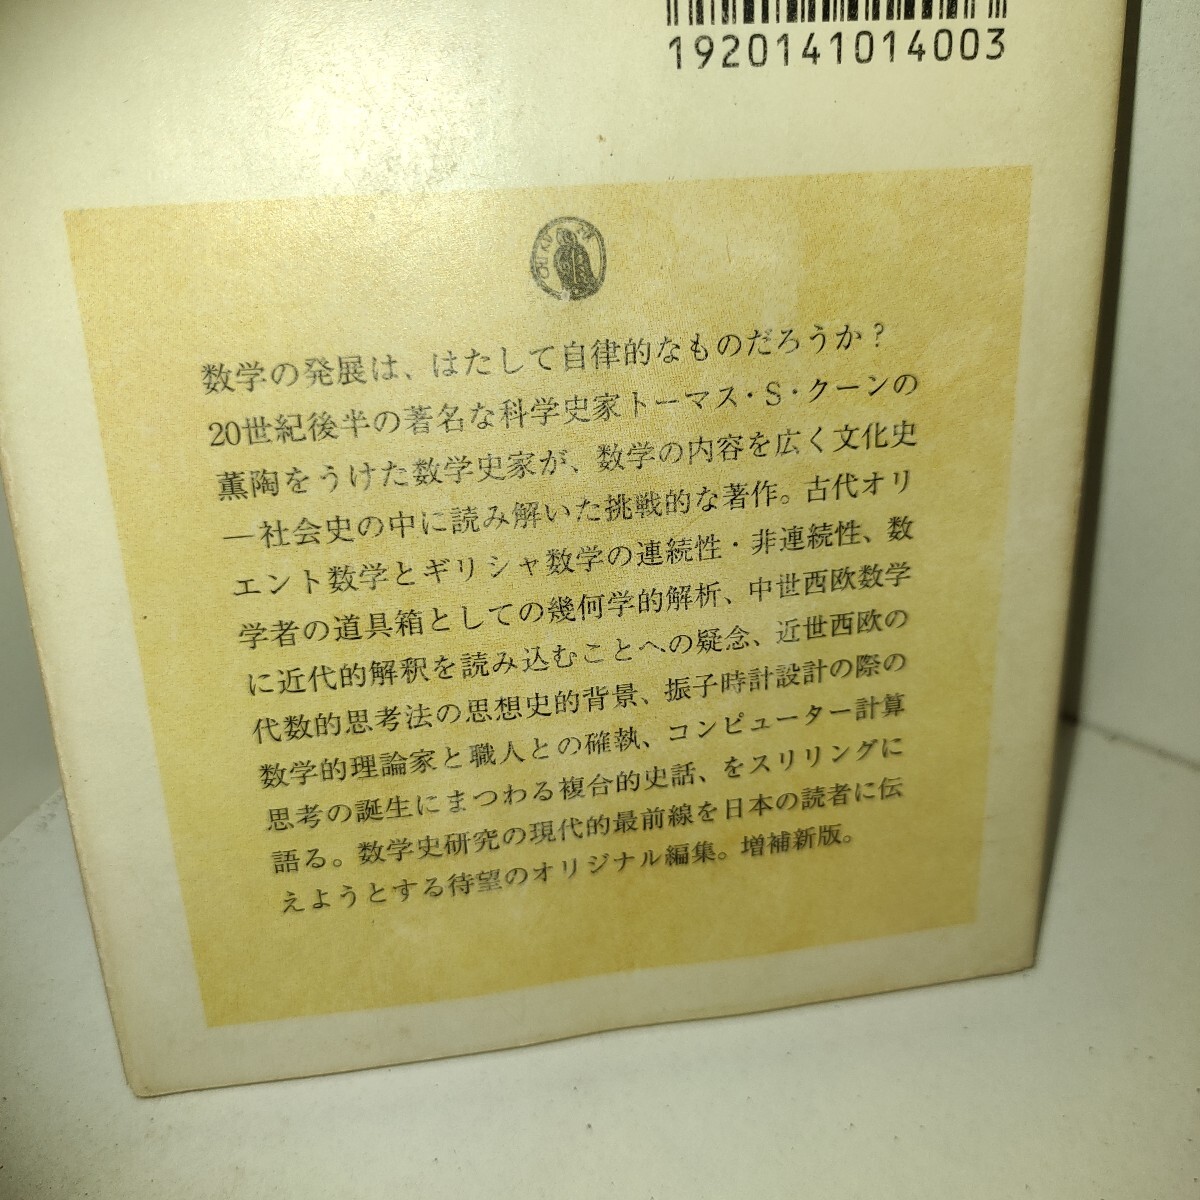 1920141014003
数学の発展は、はたして自律的なものだろうか？
20世紀後半の著名な科学史家トーマス・S・クーンの
薫陶をうけた数学史家が、数学の内容を広く文化史
―社会史の中に読み解いた挑戦的な著作。古代オリ
エント数学とギリシャ数学の連続性・非連続性、数
学者の道具箱としての幾何学的解析、中世西欧数学
に近代的解釈を読み込むことへの疑念、近世西欧の
代数的思考法の思想史的背景、振子時計設計の際の
数学的理論家と職人との確執、コンピューター計算
思考の誕生にまつわる複合的史話、をスリリングに
語る。数学史研究の現代的最前線を日本の読者に伝
えようとする待望のオリジナル編集。増補新版。